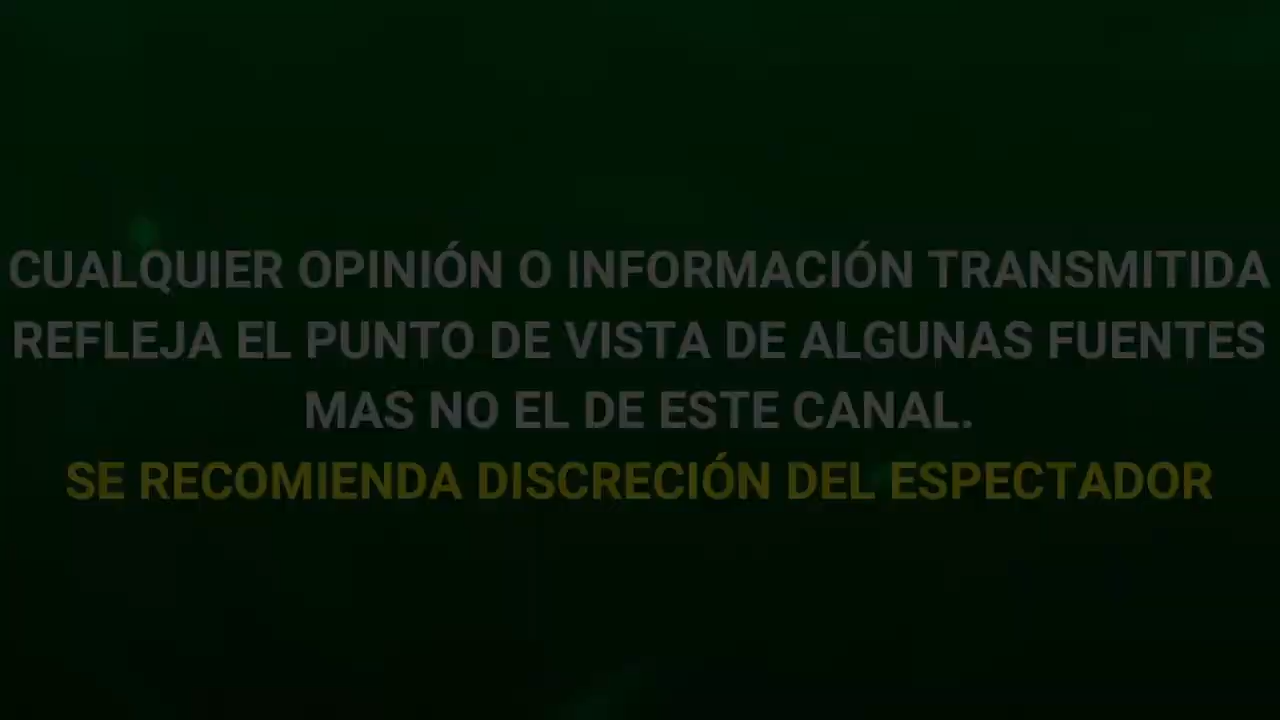 CUALQUIER OPINIÓN O INFORMACIÓN TRANSMITIDA
REFLEJA EL PUNTO DE VISTA DE ALGUNAS FUENTES
MAS NO EL DE ESTE CANAL.
SE RECOMIENDA DISCRECIÓN DEL ESPECTADOR